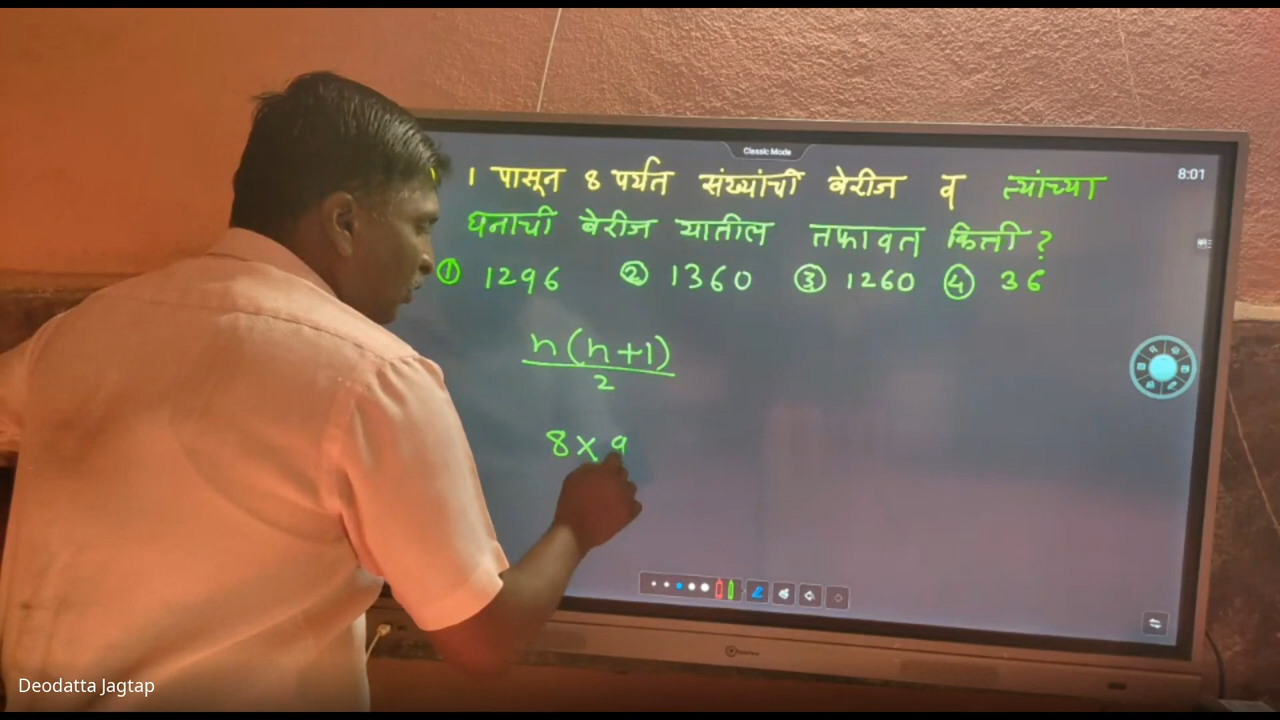 Classic Mode
8:01
1 पासून 8 पर्यंत संख्यांची बेरीज व त्यांच्या
घनाची बेरीज यातील तफावत किती ?
① 1296 ② 1360 ③ 1260 ④ 36
n(n+1)
2
8×9
Deodatta Jagtap